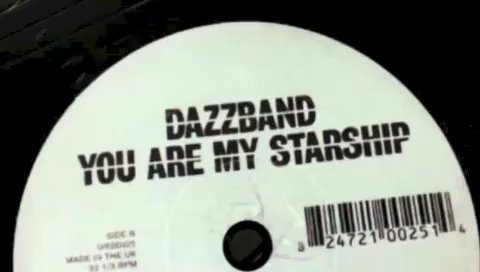 DAZZBAND
YOU ARE MY STARSHIP
SIDE B
MADE IN THE UK
33 1/3 RPM
8 24721 00251 4